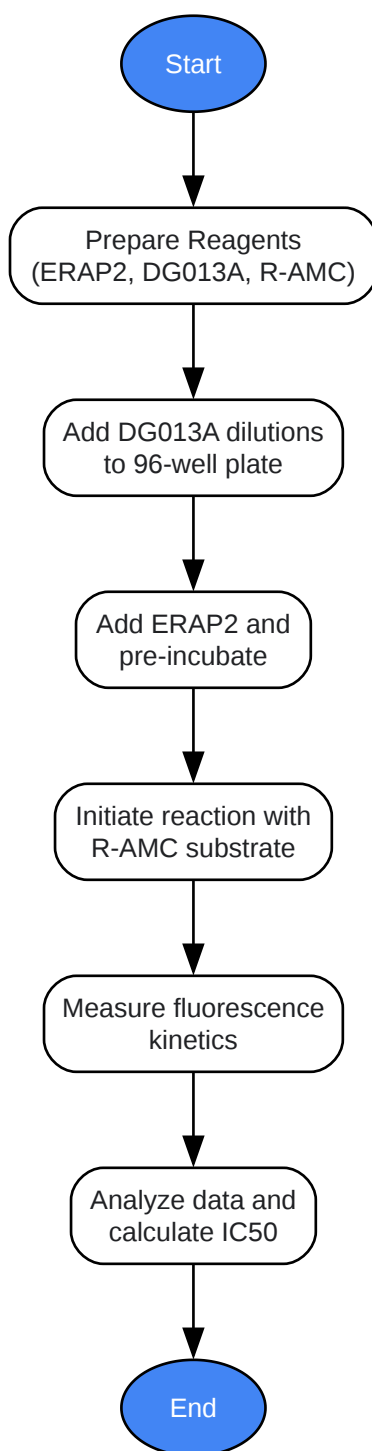 Start
Prepare Reagents
(ERAP2, DG013A, R-AMC)
Add DG013A dilutions
to 96-well plate
Add ERAP2 and
pre-incubate
Initiate reaction with
R-AMC substrate
Measure fluorescence
kinetics
Analyze data and
calculate IC50
End